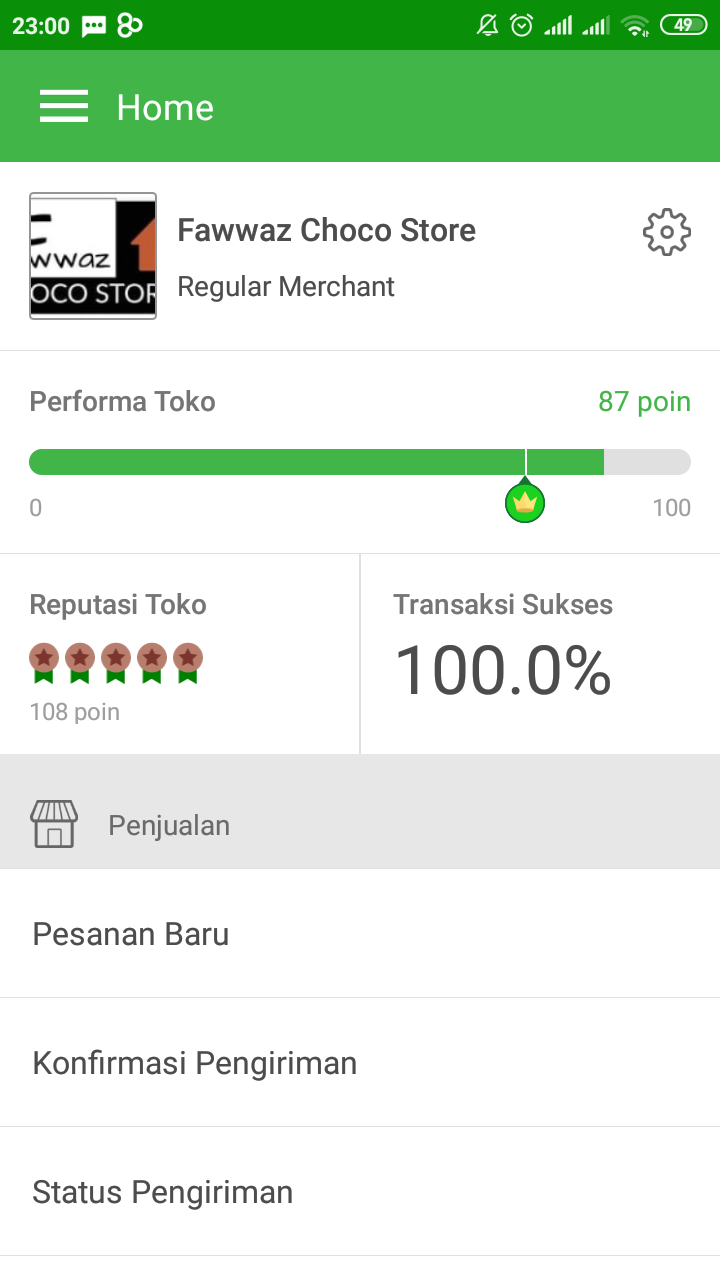 23:00
49
Home
wwaz
OCO STOR
Fawwaz Choco Store
Regular Merchant
Performa Toko
87 poin
0
100
Reputasi Toko
108 poin
Transaksi Sukses
100.0%
Penjualan
Pesanan Baru
Konfirmasi Pengiriman
Status Pengiriman